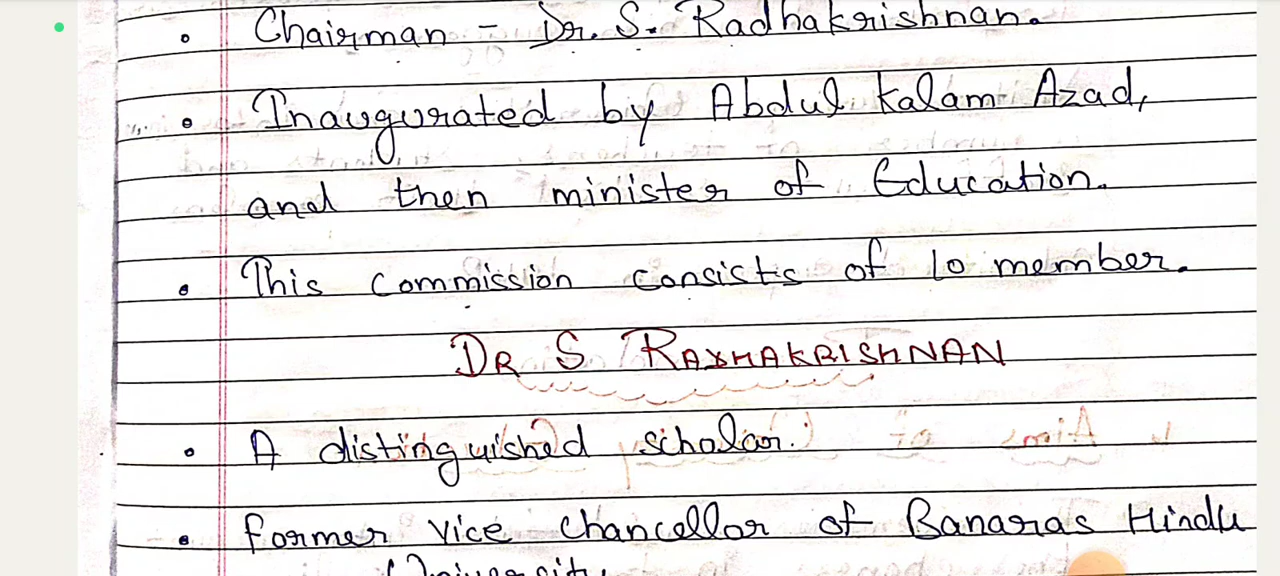 • Chairman - Dr. S. Radhakrishnan.
• Inaugurated by Abdul Kalam Azad,
and then minister of Education.
• This Commission consists of 10 member.
DR S RADHAKRISHNAN
• A distinguished scholar.
• former Vice chancellor of Banaras Hindu
University.